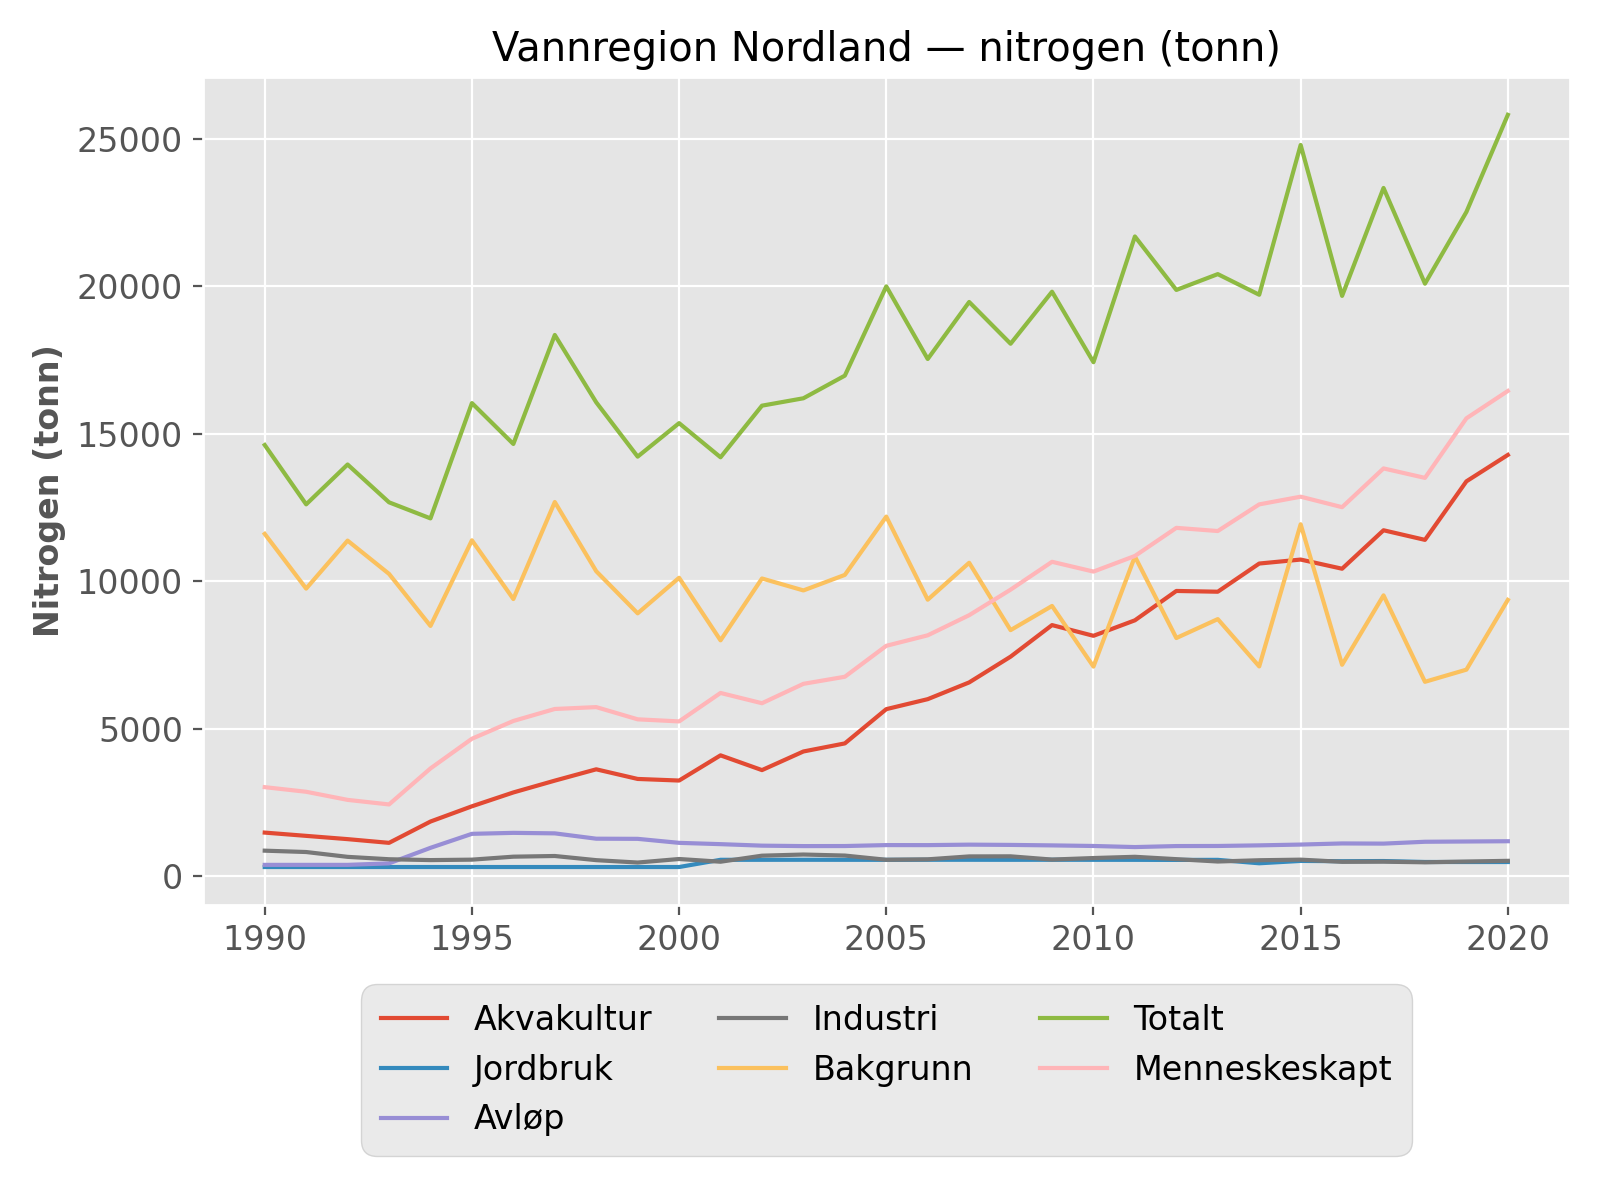 Vannregion Nordland — nitrogen (tonn)
Nitrogen (tonn)
25000
20000
15000
10000
5000
0
1990 1995 2000 2005 2010 2015 2020
Akvakultur Industri Totalt
Jordbruk Bakgrunn Menneskeskapt
Avløp